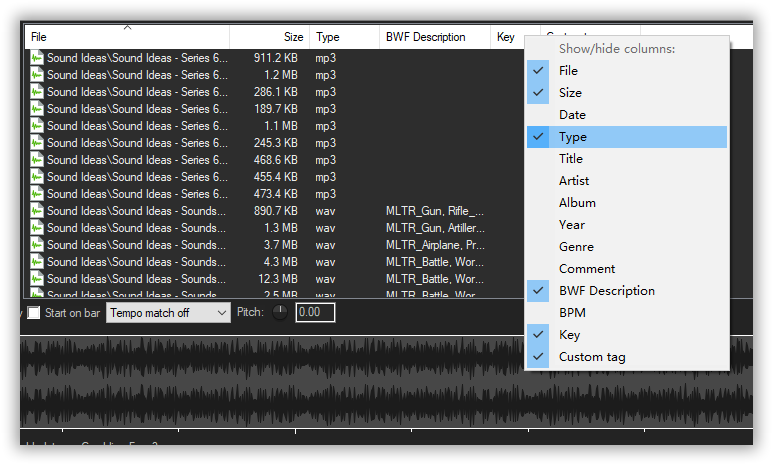 File Size Type BWF Description Key
Show/hide columns:
Sound Ideas\Sound Ideas - Series 6... 911.2 KB mp3
File
Sound Ideas\Sound Ideas - Series 6... 1.2 MB mp3
Size
Sound Ideas\Sound Ideas - Series 6... 286.1 KB mp3
Sound Ideas\Sound Ideas - Series 6... 189.7 KB mp3
Date
Sound Ideas\Sound Ideas - Series 6... 1.1 MB mp3
Type
Sound Ideas\Sound Ideas - Series 6... 245.3 KB mp3
Sound Ideas\Sound Ideas - Series 6... 468.6 KB mp3
Title
Sound Ideas\Sound Ideas - Series 6... 455.4 KB mp3
Artist
Sound Ideas\Sound Ideas - Series 6... 473.4 KB mp3
Album
Sound Ideas\Sound Ideas - Sounds... 890.7 KB wav MLTR_Gun, Rifle_...
Year
Sound Ideas\Sound Ideas - Sounds... 1.3 MB wav MLTR_Gun, Artiller...
Genre
Sound Ideas\Sound Ideas - Sounds... 3.7 MB wav MLTR_Airplane, Pr...
Sound Ideas\Sound Ideas - Sounds... 4.3 MB wav MLTR_Battle, Wor...
Comment
Sound Ideas\Sound Ideas - Sounds... 12.3 MB wav MLTR_Battle, Wor...
BWF Description
Sound Ideas\Sound Ideas - Sounds... 2.5 MB wav MLTR_Battle, Wor...
BPM
Start on bar Tempo match off Pitch: 0.00
Key
Custom tag